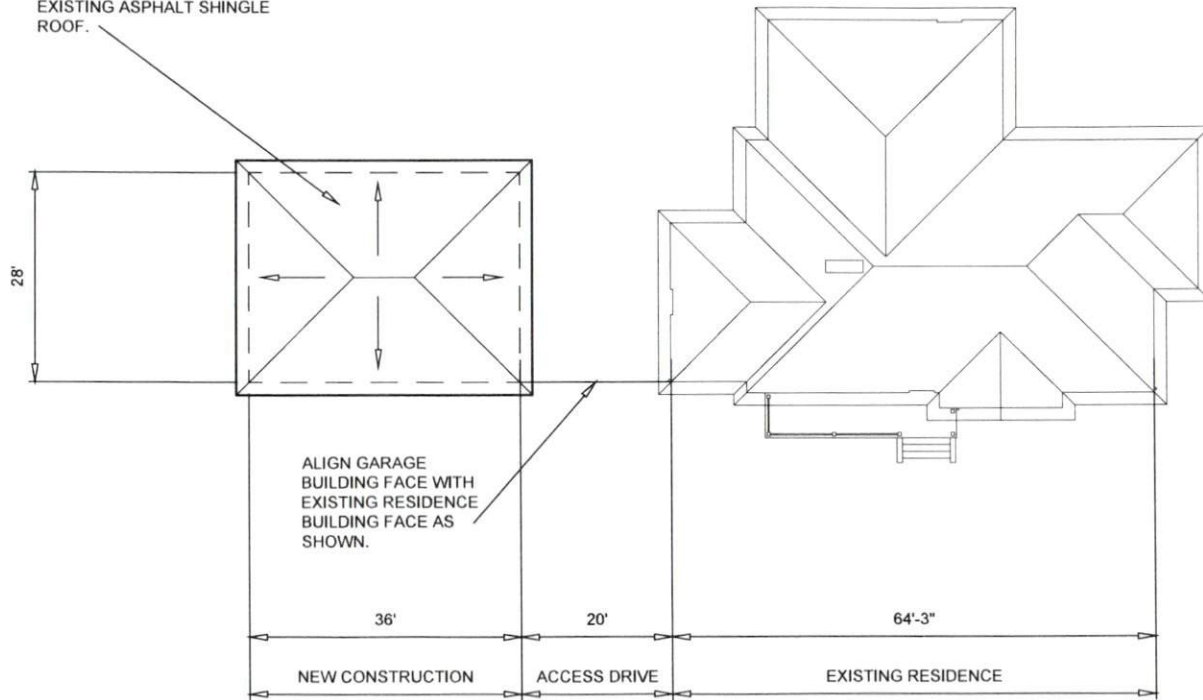 EXISTING ASPHALT SHINGLE
ROOF.
28'
ALIGN GARAGE
BUILDING FACE WITH
EXISTING RESIDENCE
BUILDING FACE AS
SHOWN.
36'
20'
64'-3"
NEW CONSTRUCTION
ACCESS DRIVE
EXISTING RESIDENCE